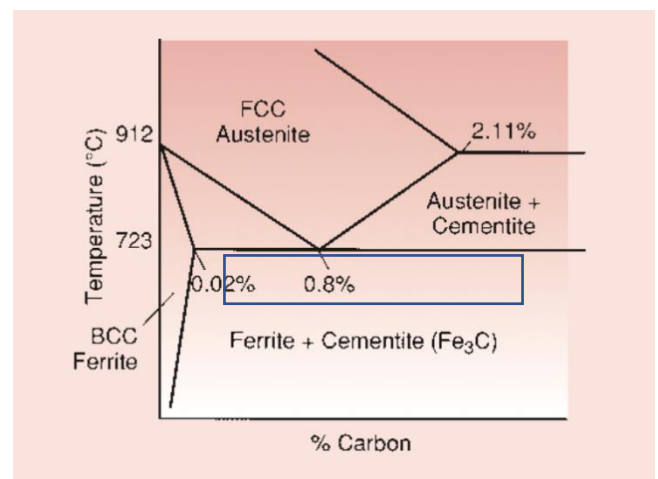 FCC
Austenite
912
2.11%
Austenite +
Cementite
723
0.02%
0.8%
Temperature (°C)
BCC
Ferrite
Ferrite + Cementite (Fe₃C)
% Carbon